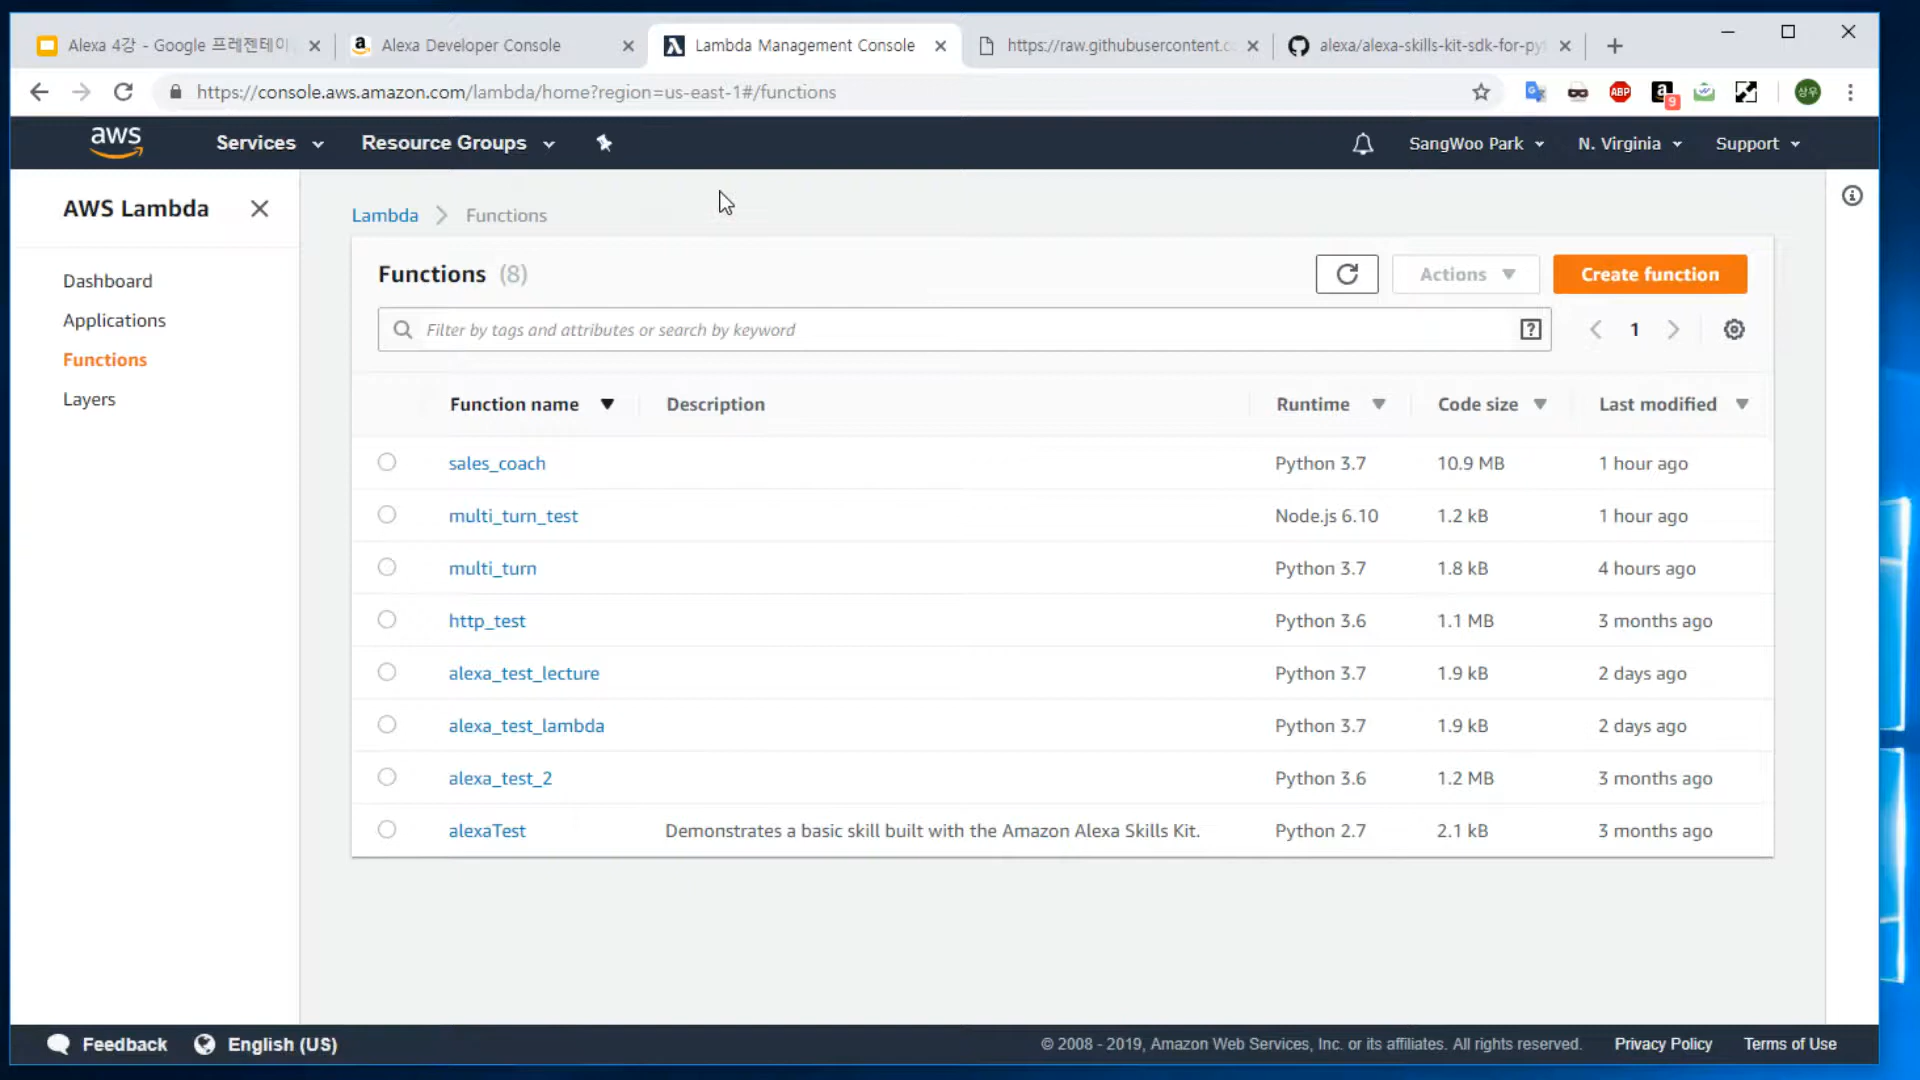 Alexa 4강 - Google 프레젠테이
Alexa Developer Console
Lambda Management Console
https://raw.githubusercontent.c
alexa/alexa-skills-kit-sdk-for-py
https://console.aws.amazon.com/lambda/home?region=us-east-1#/functions
ABP
a
9
상우
aws
Services
Resource Groups
SangWoo Park
N. Virginia
Support
AWS Lambda
Dashboard
Applications
Functions
Layers
Lambda > Functions
Functions (8)
Actions
Create function
Filter by tags and attributes or search by keyword
1
Function name Description Runtime Code size Last modified
sales_coach Python 3.7 10.9 MB 1 hour ago
multi_turn_test Node.js 6.10 1.2 kB 1 hour ago
multi_turn Python 3.7 1.8 kB 4 hours ago
http_test Python 3.6 1.1 MB 3 months ago
alexa_test_lecture Python 3.7 1.9 kB 2 days ago
alexa_test_lambda Python 3.7 1.9 kB 2 days ago
alexa_test_2 Python 3.6 1.2 MB 3 months ago
alexaTest Demonstrates a basic skill built with the Amazon Alexa Skills Kit. Python 2.7 2.1 kB 3 months ago
Feedback English (US) © 2008 - 2019, Amazon Web Services, Inc. or its affiliates. All rights reserved. Privacy Policy Terms of Use